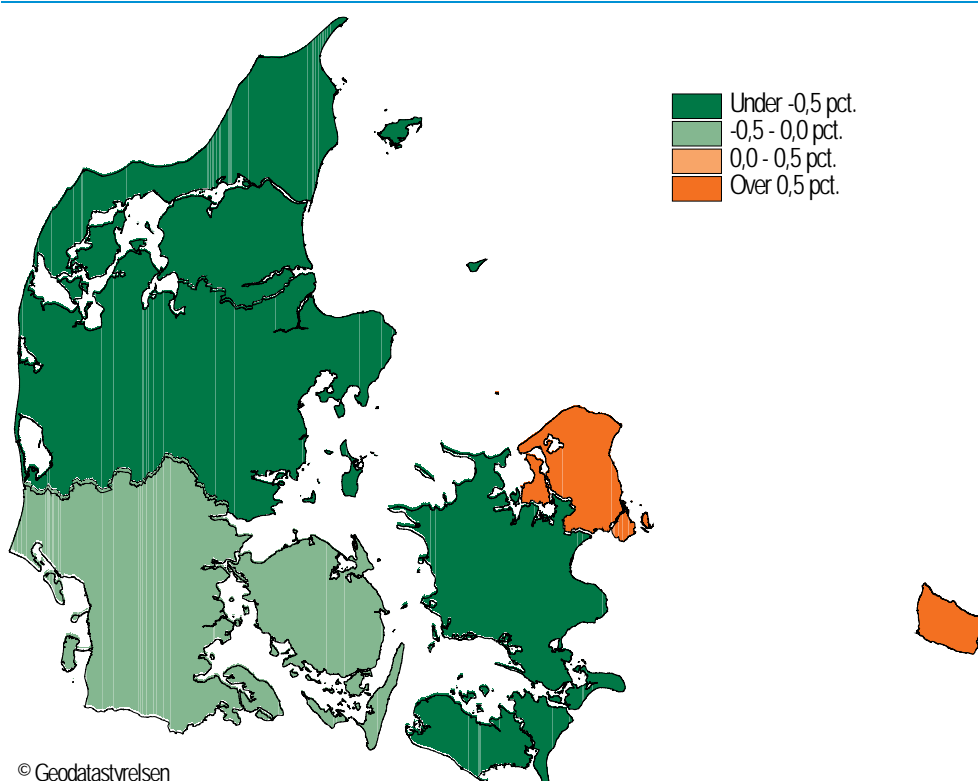 Under -0,5 pct.
-0,5 - 0,0 pct.
0,0 - 0,5 pct.
Over 0,5 pct.
© Geodatastyrelsen